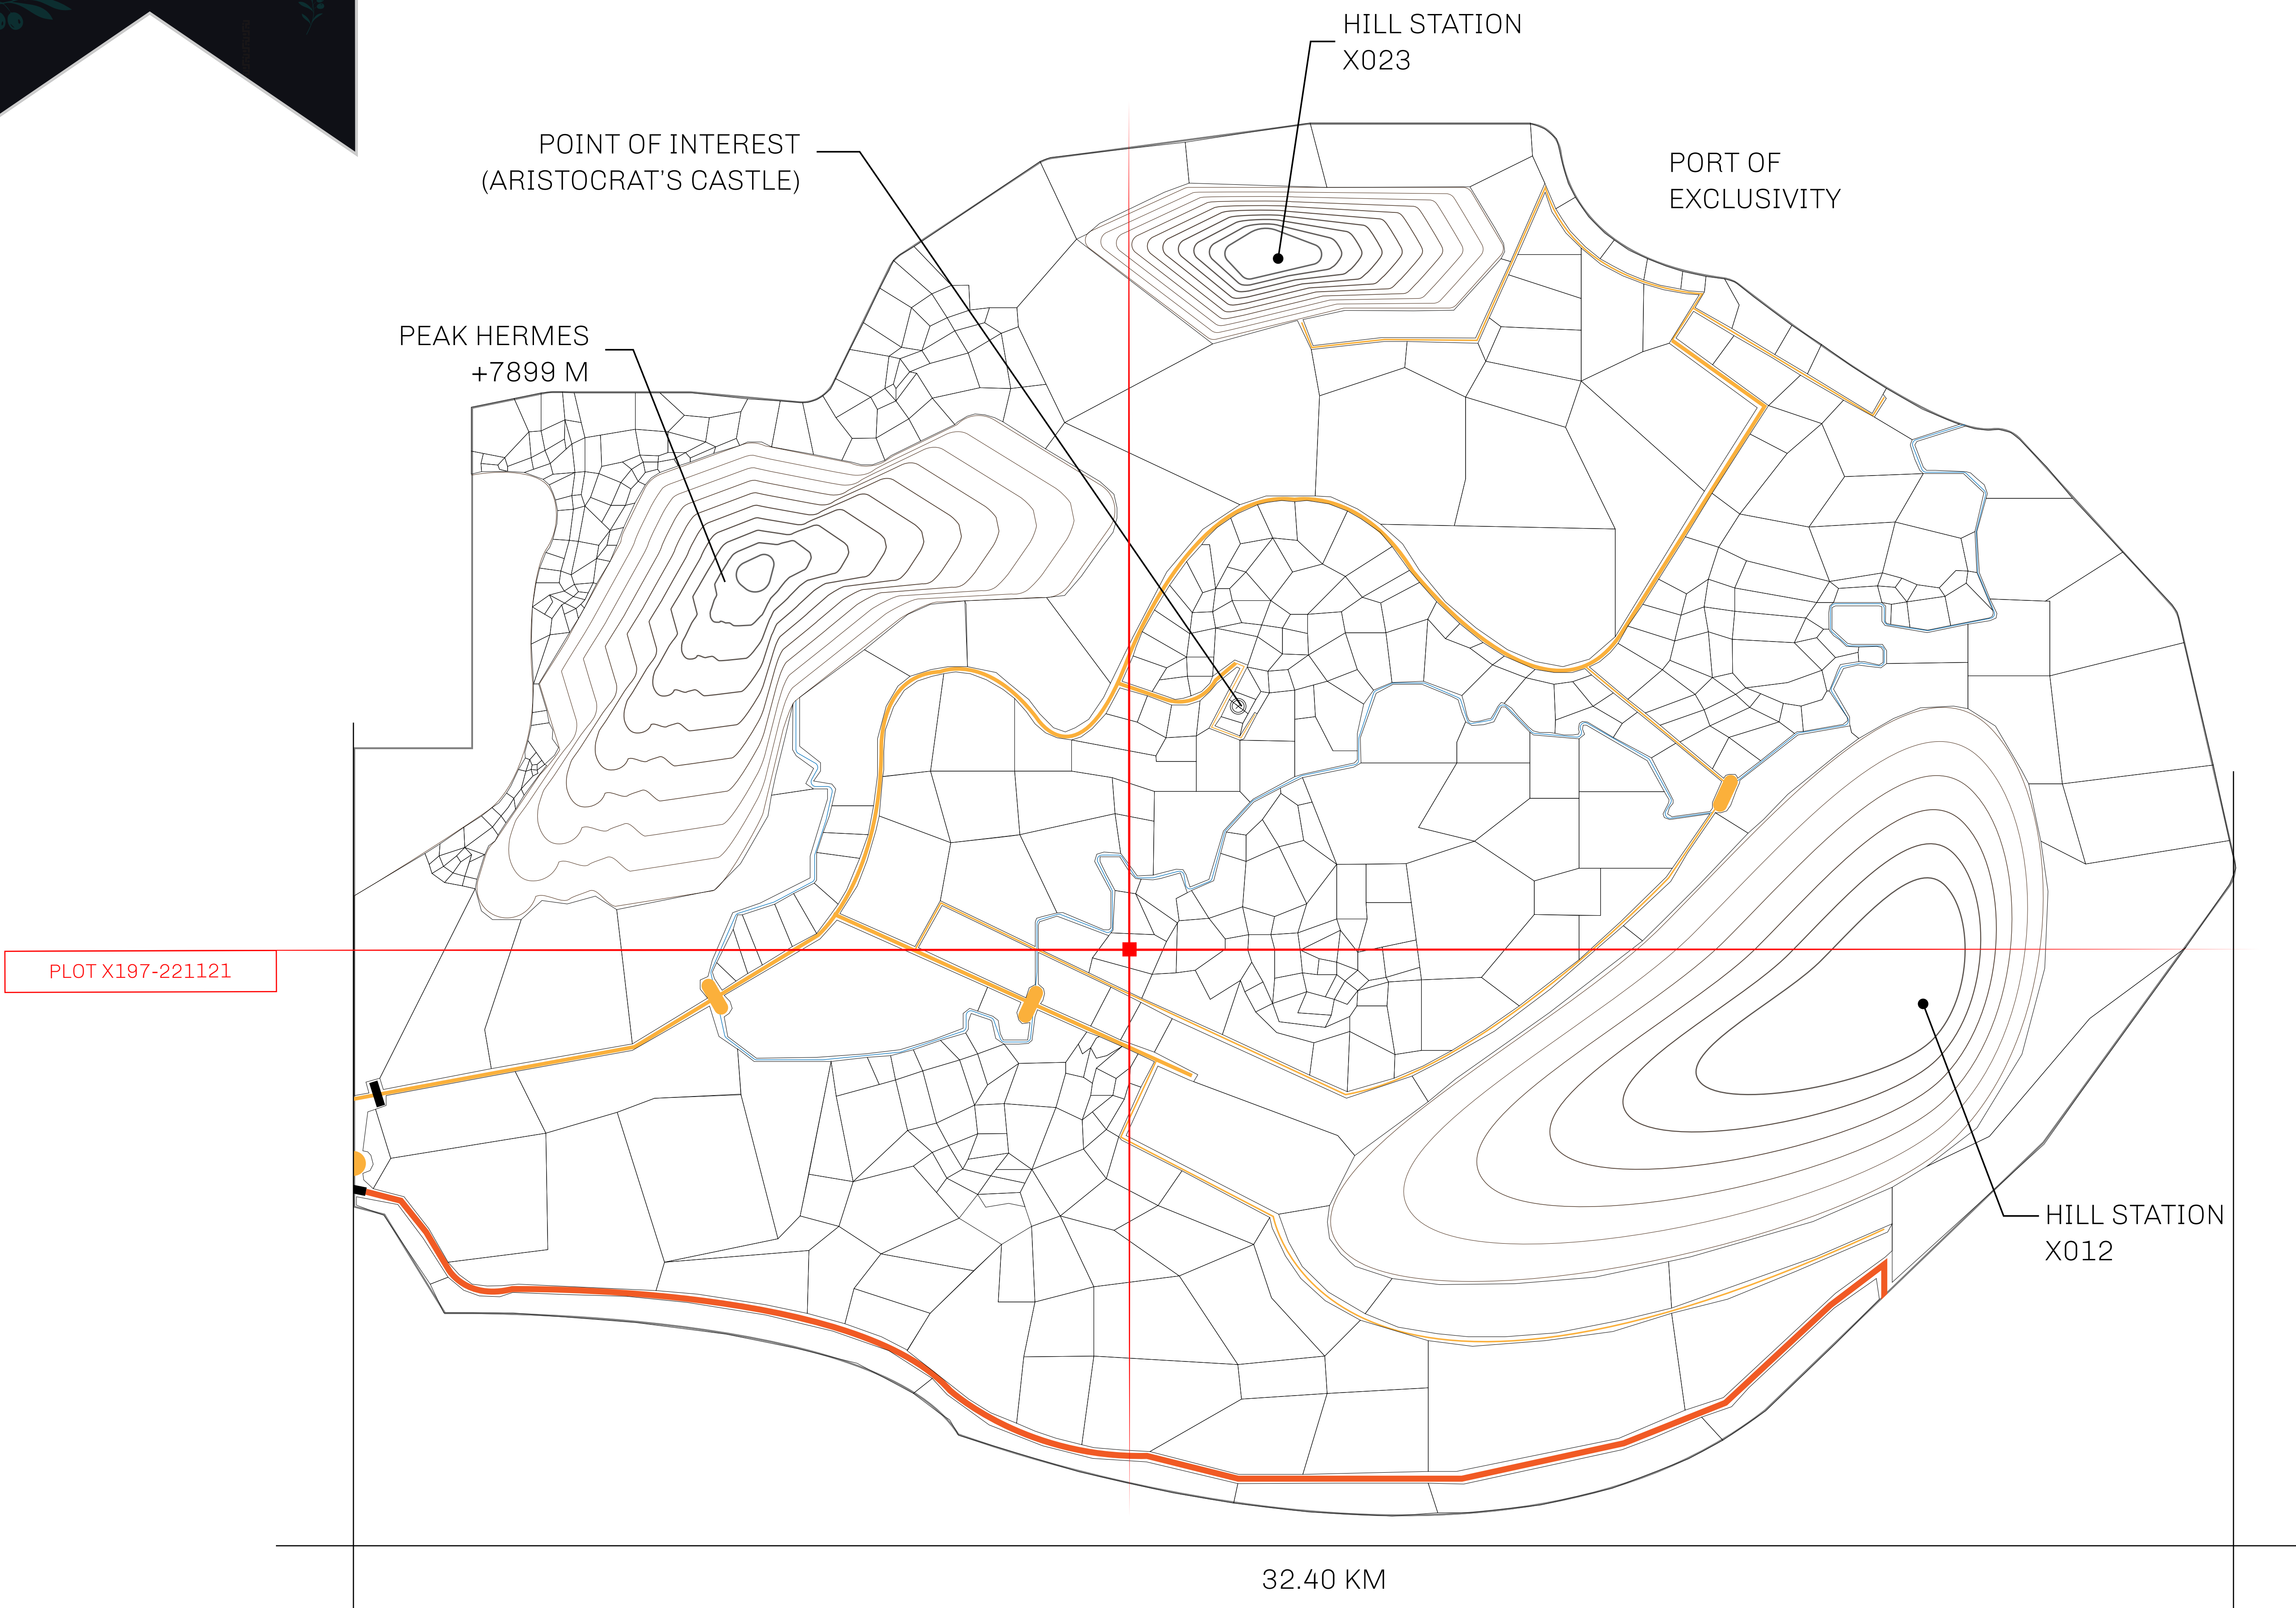 HILL STATION
X023
POINT OF INTEREST
(ARISTOCRAT'S CASTLE)
PORT OF
EXCLUSIVITY
PEAK HERMES
+7899 M
PLOT X197-221121
HILL STATION
X012
32.40 KM